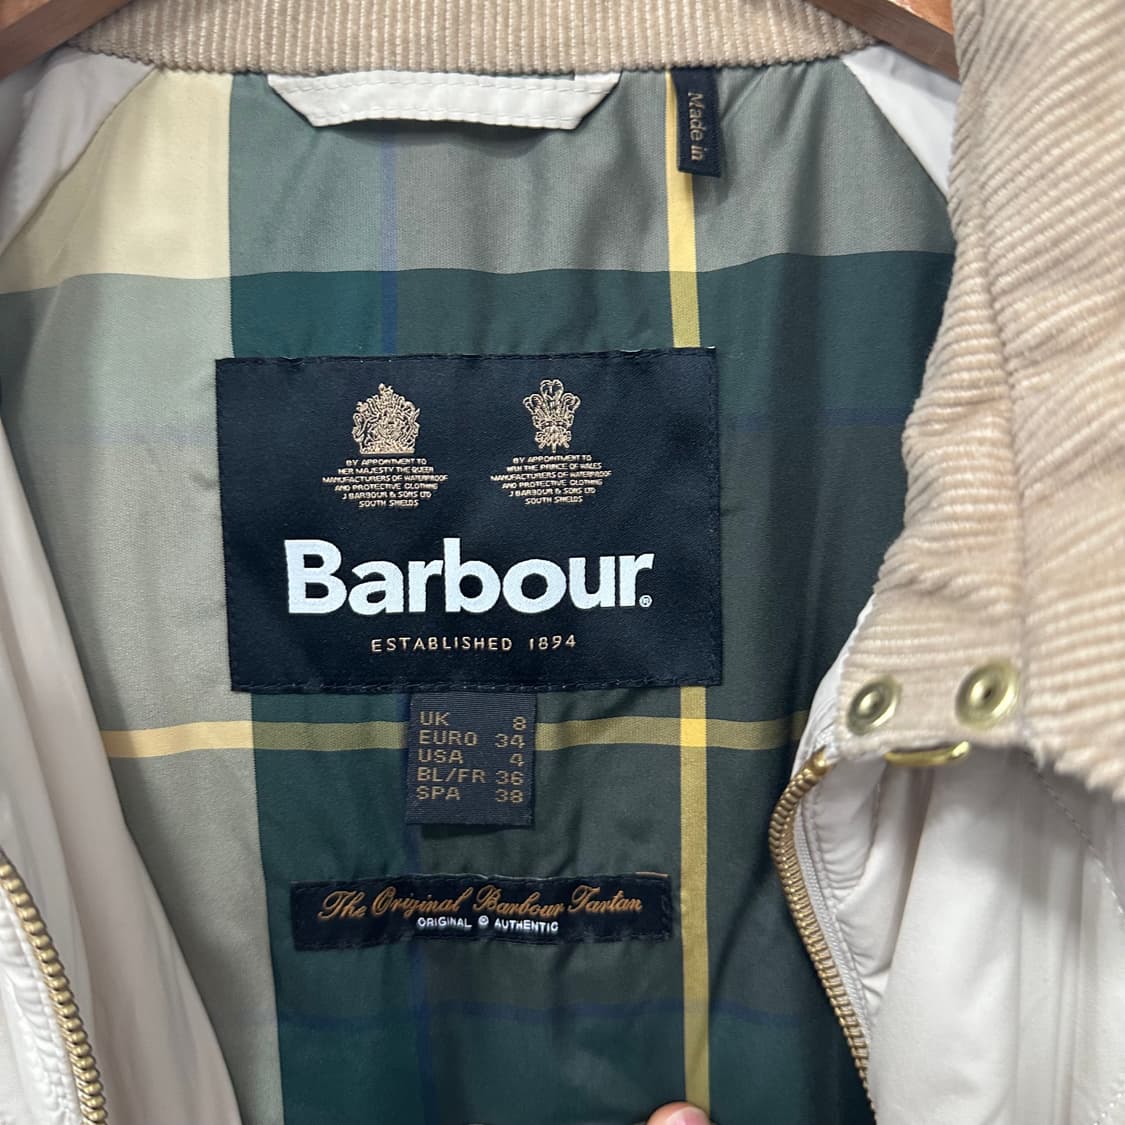 Made in
BY APPOINTMENT TO
HER MAJESTY THE QUEEN
MANUFACTURERS OF WATERPROOF
AND PROTECTIVE CLOTHING
J BARBOUR & SONS LTD
SOUTH SHIELDS
BY APPOINTMENT TO
HRH THE PRINCE OF WALES
MANUFACTURERS OF WATERPROOF
AND PROTECTIVE CLOTHING
J BARBOUR & SONS LTD
SOUTH SHIELDS
Barbour®
ESTABLISHED 1894
UK 8
EURO 34
USA 4
BL/FR 36
SPA 38
The Original Barbour Tartan
ORIGINAL ® AUTHENTIC